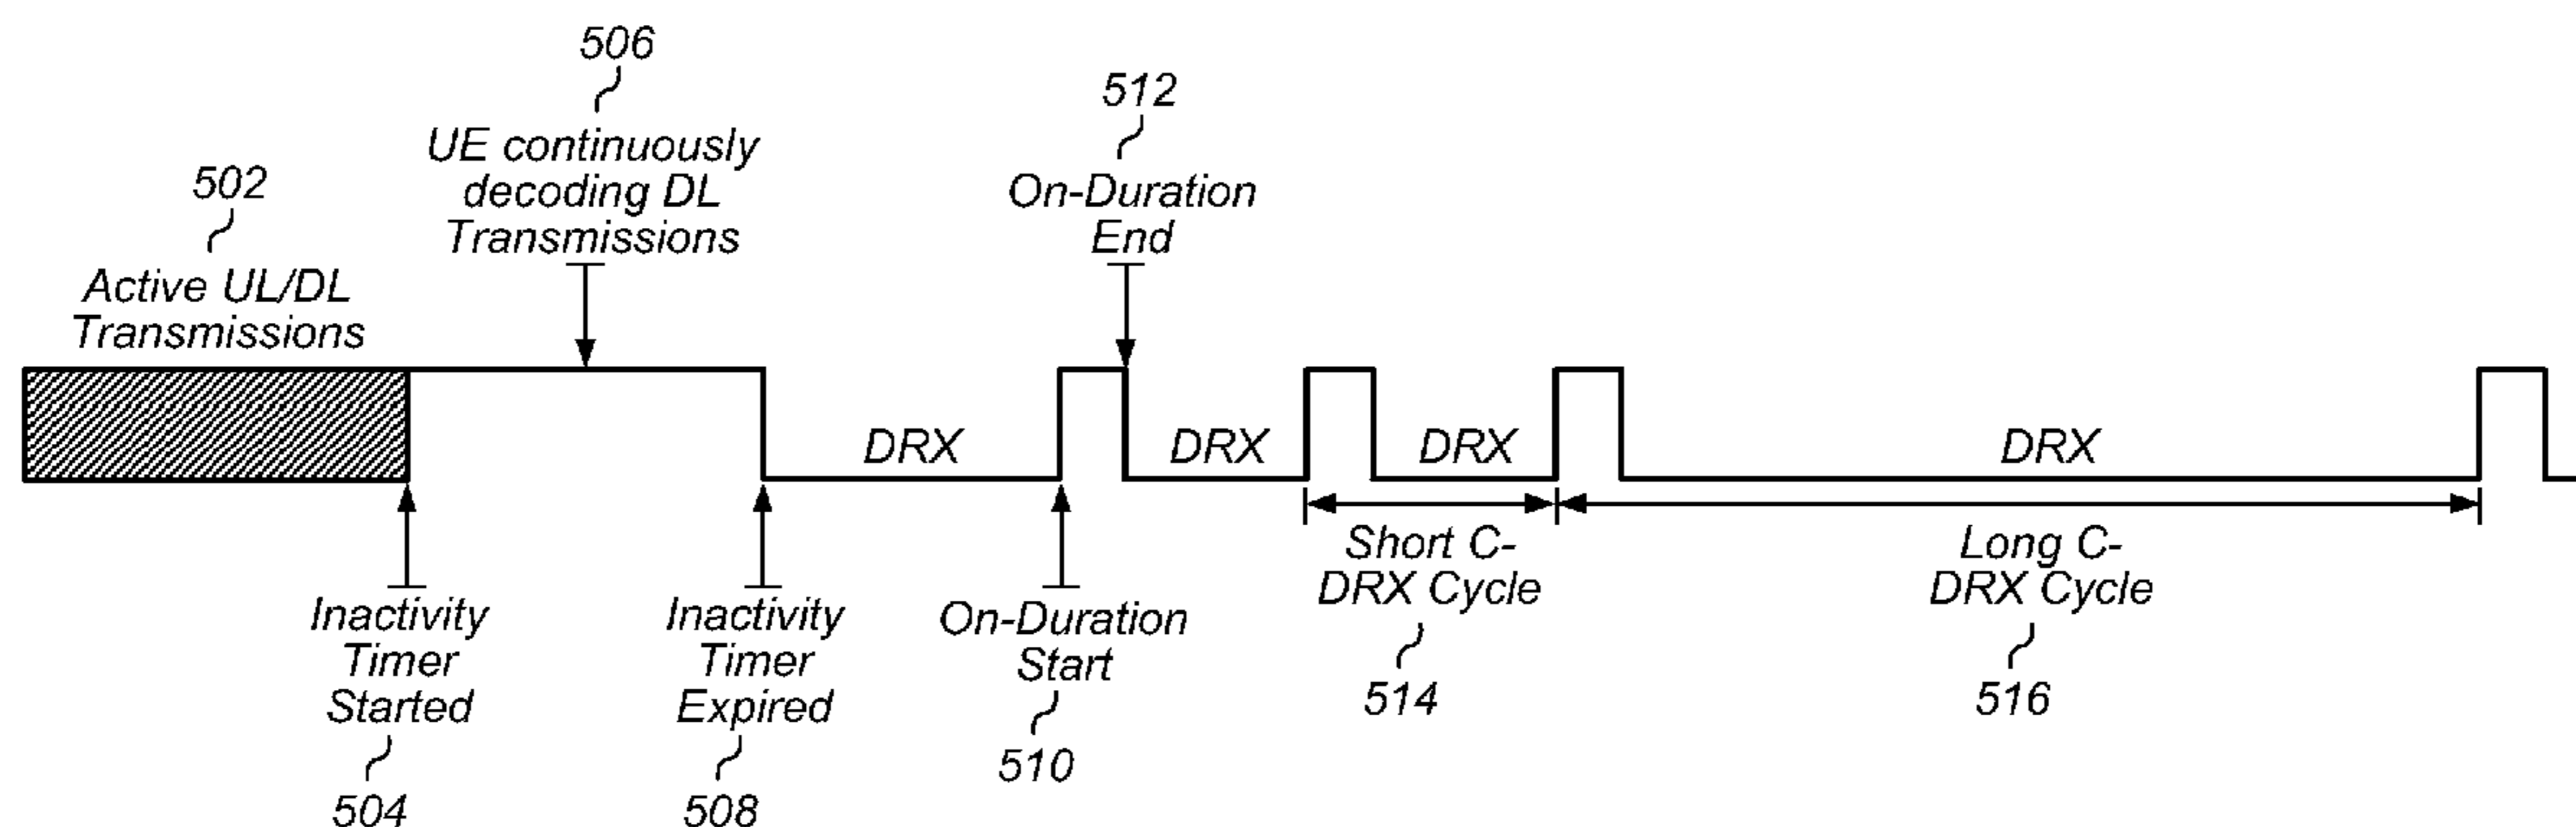 506
UE continuously
decoding DL
Transmissions
512
On-Duration
End
502
Active UL/DL
Transmissions
DRX
DRX
DRX
DRX
Inactivity
Timer
Started
504
Inactivity
Timer
Expired
508
On-Duration
Start
510
Short C-
DRX Cycle
514
Long C-
DRX Cycle
516